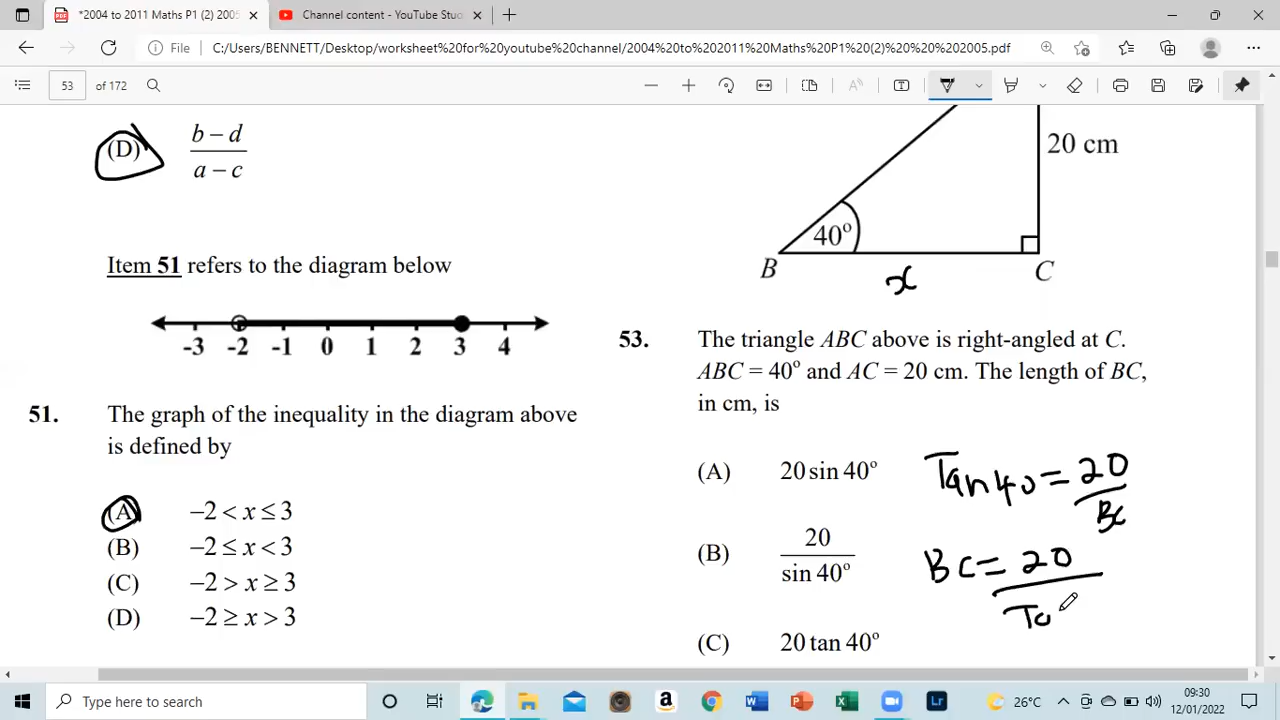 *2004 to 2011 Maths P1 (2) 2005
Channel content - YouTube Stu
File
C:/Users/BENNETT/Desktop/worksheet%20for%20youtube%20channel/2004%20to%202011%20Maths%20P1%20(2)%20%20%202005.pdf
53 of 172
(D) b − d
a − c
Item 51 refers to the diagram below
-3 -2 -1 0 1 2 3 4
51. The graph of the inequality in the diagram above
is defined by
(A) −2 < x ≤ 3
(B) −2 ≤ x < 3
(C) −2 > x ≥ 3
(D) −2 ≥ x > 3
20 cm
40°
B
C
x
53. The triangle ABC above is right-angled at C.
ABC = 40° and AC = 20 cm. The length of BC,
in cm, is
(A) 20 sin 40°
Tan 40 = 20
BC
(B) 20
sin 40°
BC = 20
Ta
(C) 20 tan 40°
Type here to search
26°C
09:30
12/01/2022